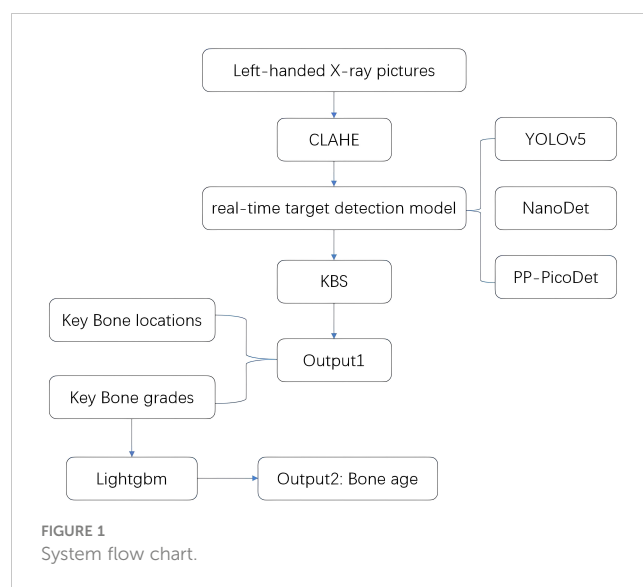 Left-handed X-ray pictures
CLAHE
YOLOv5
real-time target detection model
NanoDet
KBS
PP-PicoDet
Key Bone locations
Output1
Key Bone grades
Lightgbm
Output2: Bone age
FIGURE 1
System flow chart.